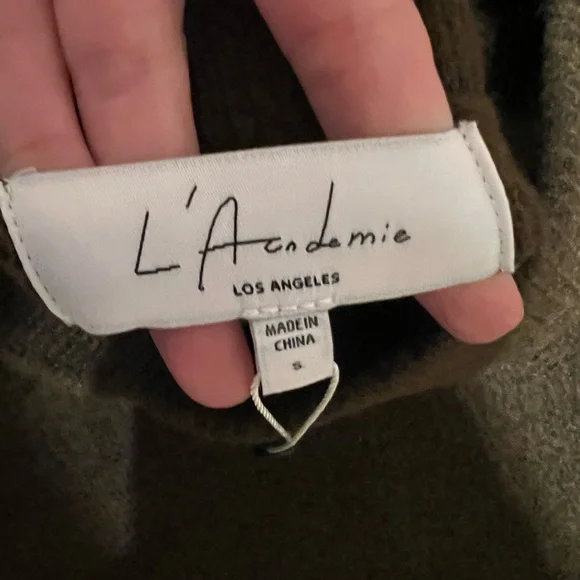 L'Academie
LOS ANGELES
MADE IN
CHINA
S